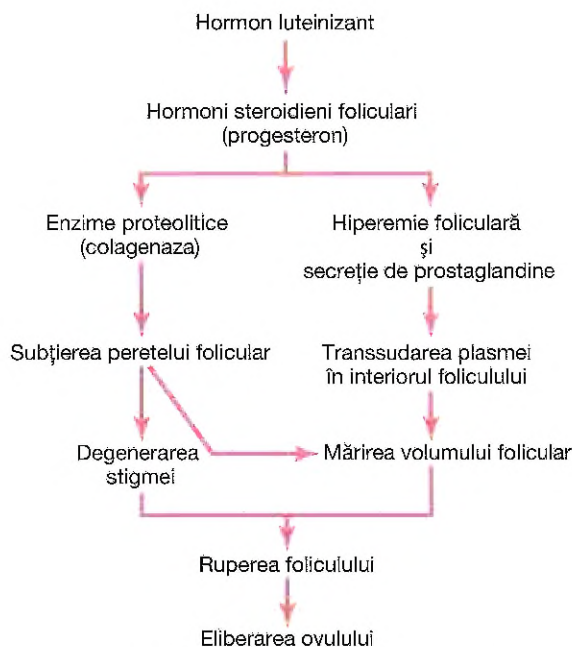 Hormon luteinizant
Hormoni steroidieni foliculari
(progesteron)
Enzime proteolitice
(colagenaza)
Hiperemie foliculară
și
secreție de prostaglandine
Subțierea peretelui folicular
Transsudarea plasmei
în interiorul foliculului
Degenerarea
stigmei
Mărirea volumului folicular
Ruperea foliculului
Eliberarea ovulului